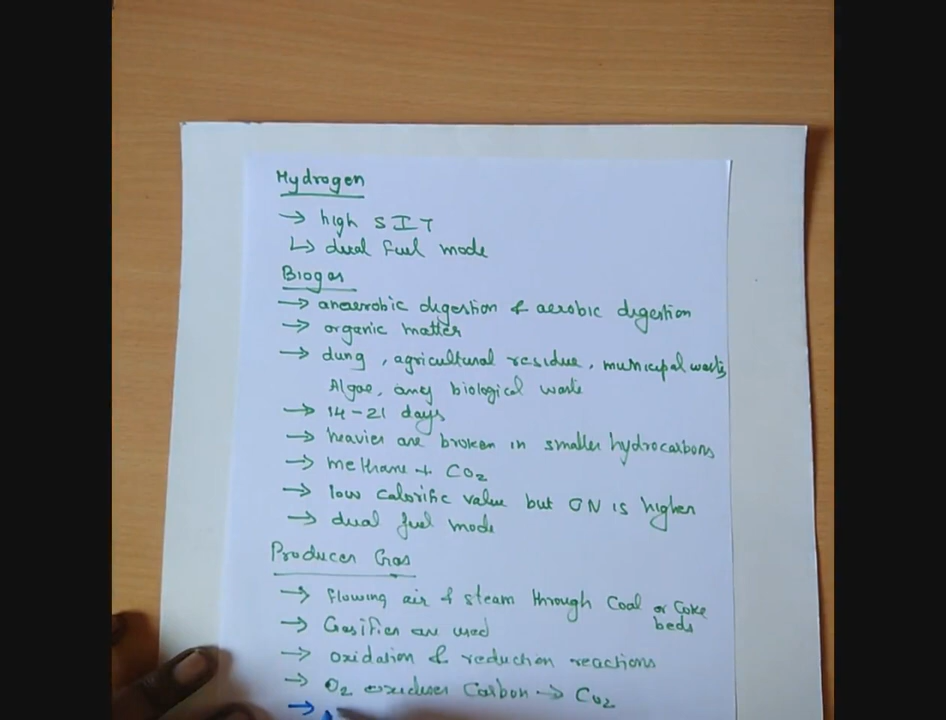 Hydrogen
→ high SIT
↳ dual fuel mode
Biogas
→ anaerobic digestion & aerobic digestion
→ organic matter
→ dung, agricultural residue, municipal waste,
Algae, any biological waste
→ 14-21 days
→ heavier are broken in smaller hydrocarbons
→ methane + CO₂
→ low calorific value but ON is higher
→ dual fuel mode
Producer Gas
→ flowing air & steam through coal or coke
beds
→ Gasifier are used
→ oxidation & reduction reactions
→ O₂ oxidises Carbon → CO₂
→